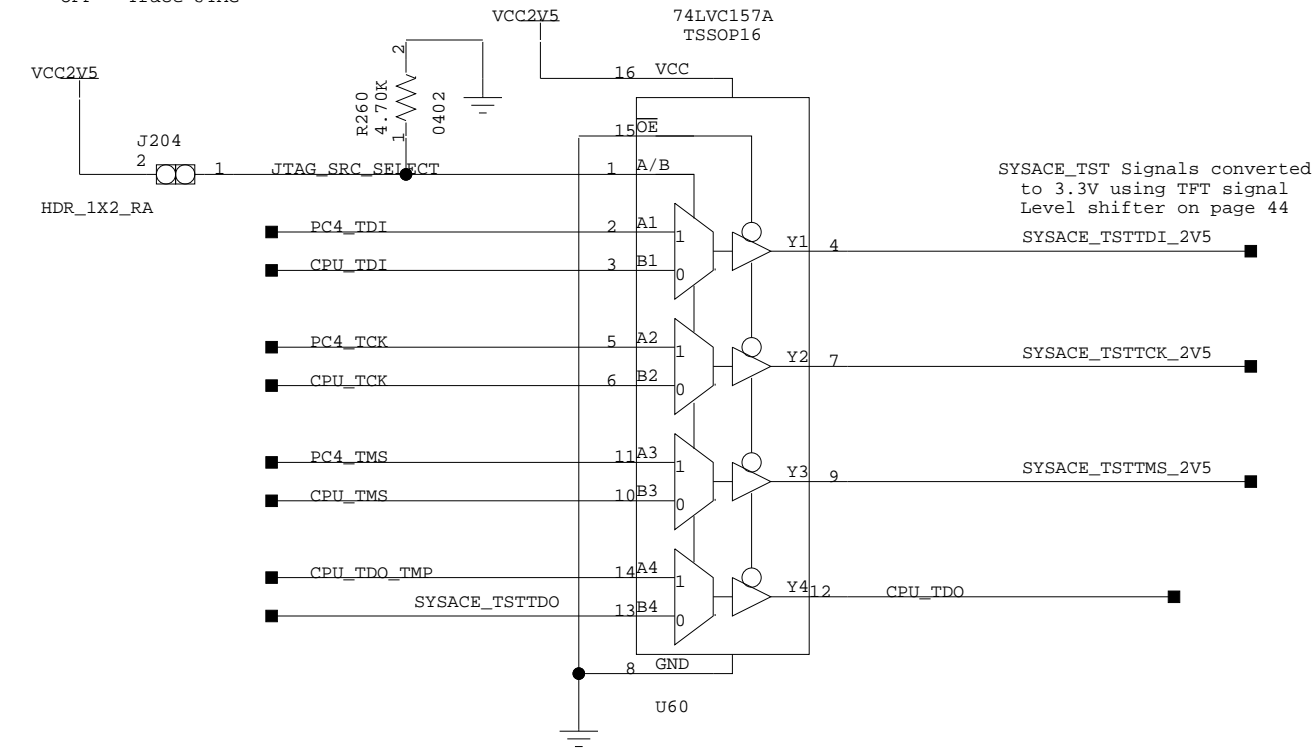 VCC2V5
74LVC157A
TSSOP16
VCC2V5
2
R260
4.70K
0402
1
16 VCC
J204
2
1 JTAG_SRC_SELECT
HDR_1X2_RA
15 OE
1 A/B
SYSACE_TST Signals converted
to 3.3V using TFT signal
Level shifter on page 44
PC4_TDI 2 A1 1 Y1 4 SYSACE_TSTTDI_2V5
CPU_TDI 3 B1 0
PC4_TCK 5 A2 1 Y2 7 SYSACE_TSTTCK_2V5
CPU_TCK 6 B2 0
PC4_TMS 11 A3 1 Y3 9 SYSACE_TSTTMS_2V5
CPU_TMS 10 B3 0
CPU_TDO_TMP 14 A4 1 Y4 12 CPU_TDO
SYSACE_TSTTDO 13 B4 0
8 GND
U60